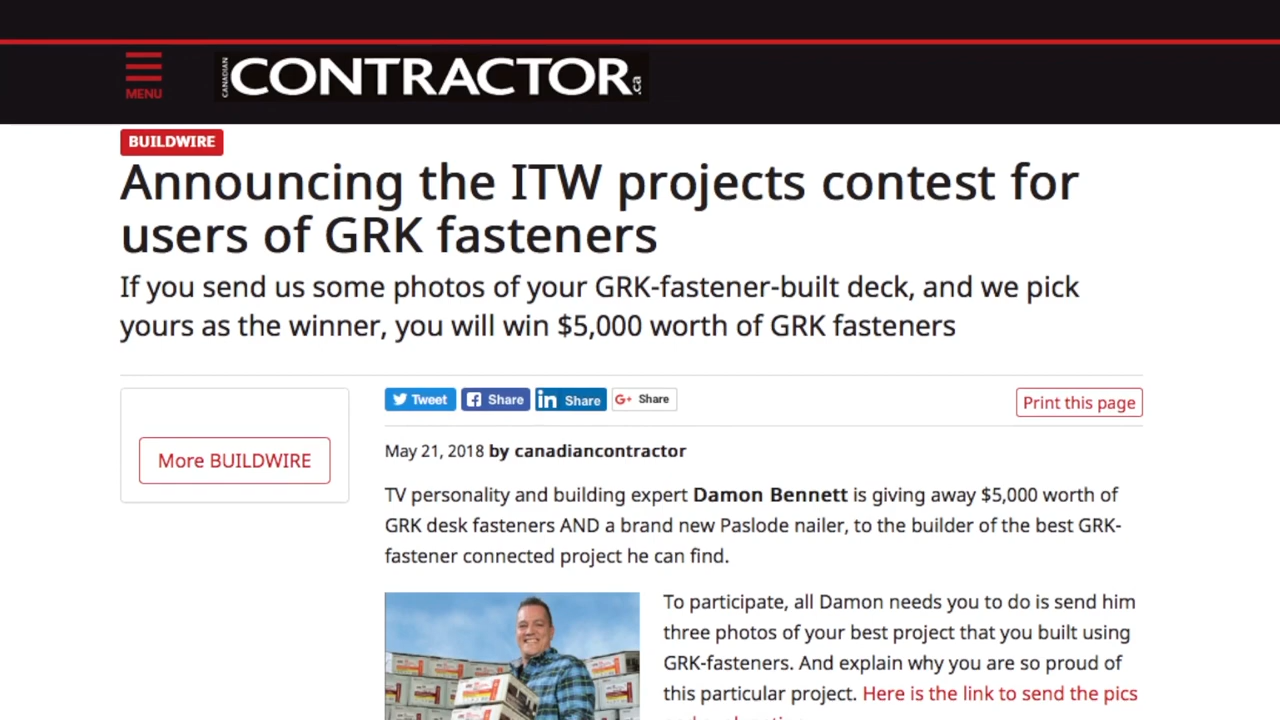 MENU
CANADIAN CONTRACTOR.ca
BUILDWIRE
Announcing the ITW projects contest for
users of GRK fasteners
If you send us some photos of your GRK-fastener-built deck, and we pick
yours as the winner, you will win $5,000 worth of GRK fasteners
More BUILDWIRE
Tweet
Share
in Share
G+ Share
Print this page
May 21, 2018 by canadiancontractor
TV personality and building expert Damon Bennett is giving away $5,000 worth of
GRK desk fasteners AND a brand new Paslode nailer, to the builder of the best GRK-
fastener connected project he can find.
To participate, all Damon needs you to do is send him
three photos of your best project that you built using
GRK-fasteners. And explain why you are so proud of
this particular project. Here is the link to send the pics